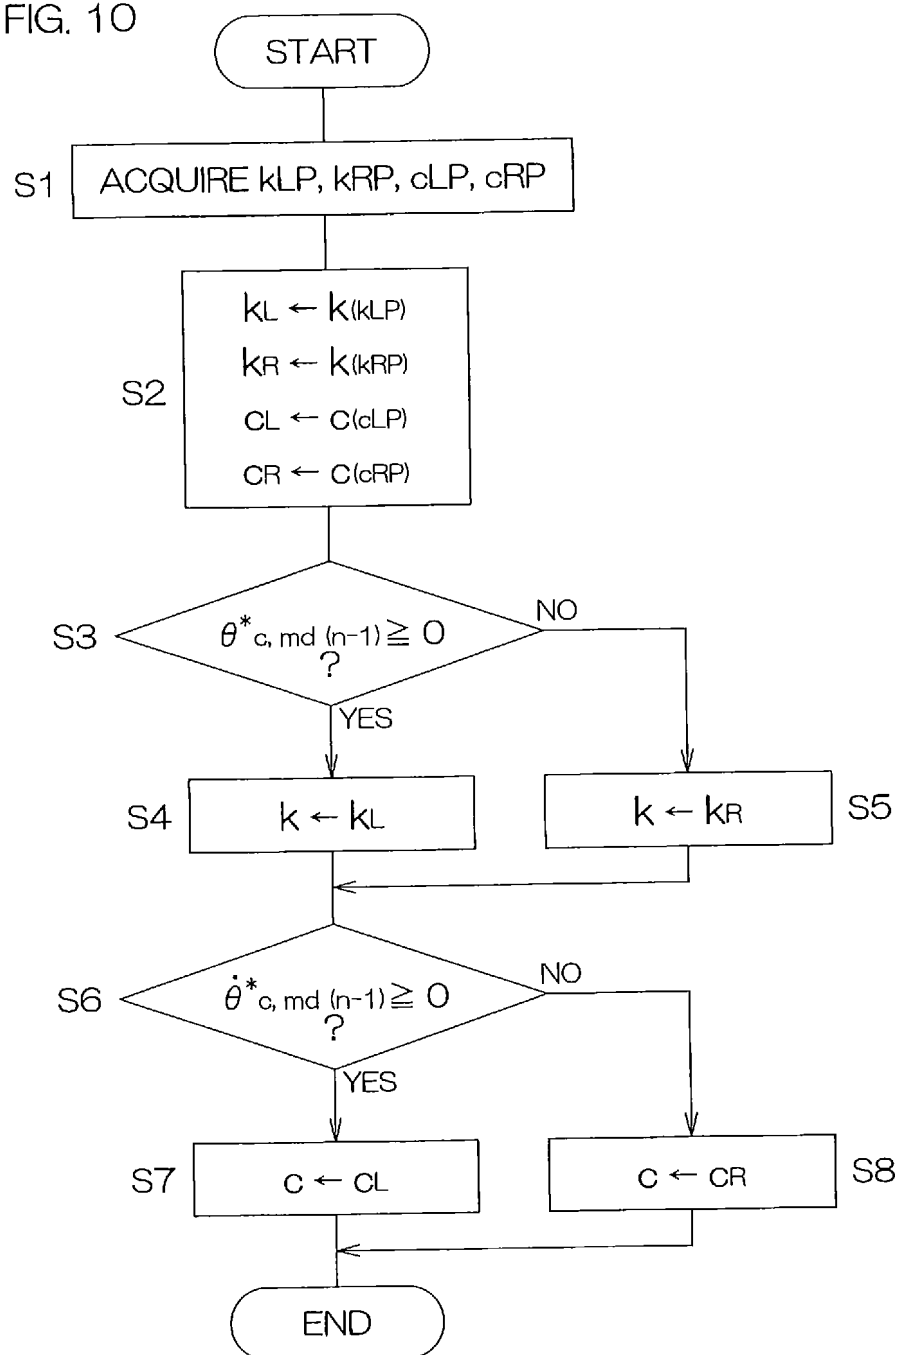 FIG. 10
START
S1
ACQUIRE kLP, kRP, cLP, cRP
S2
kL ← k(kLP)
kR ← k(kRP)
cL ← c(cLP)
cR ← c(cRP)
S3
θ*c, md (n-1) ≧ 0
?
NO
YES
S4
k ← kL
k ← kR
S5
S6
θ̇*c, md (n-1) ≧ 0
?
NO
YES
S7
c ← cL
c ← cR
S8
END